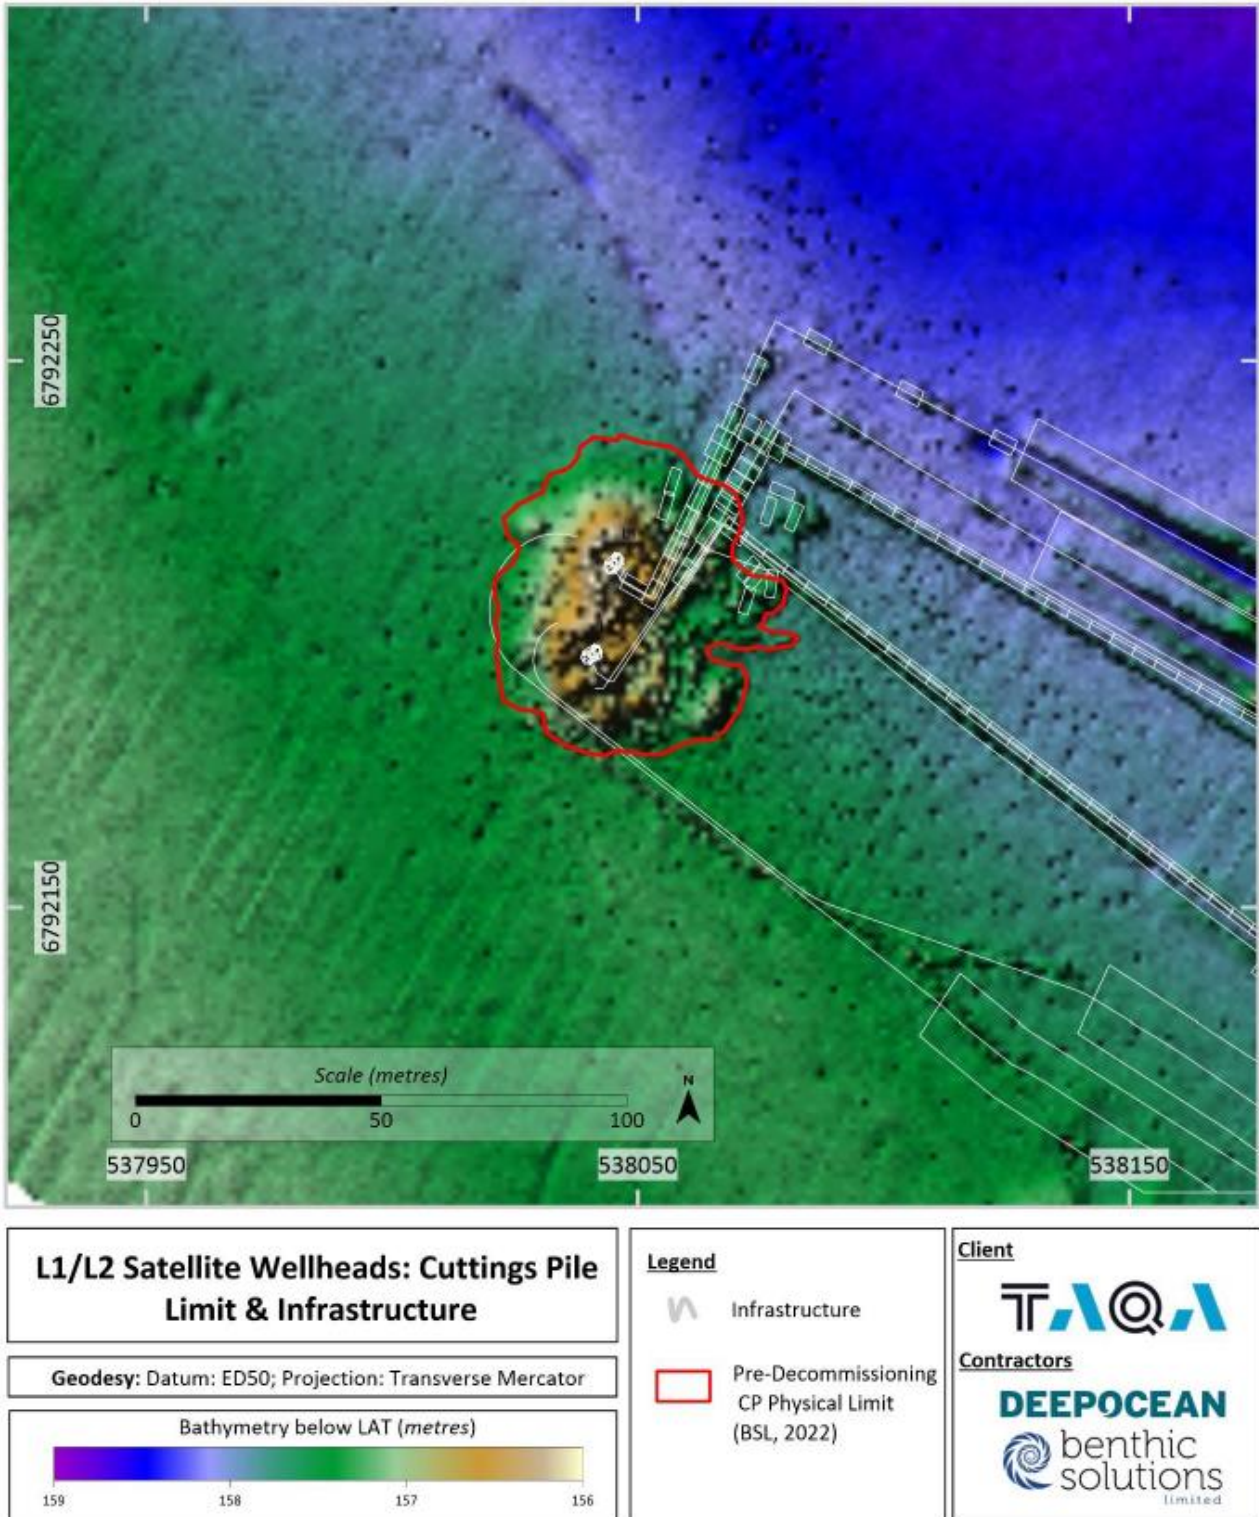 6792250
6792150
Scale (metres)
0 50 100
N
537950 538050 538150
L1/L2 Satellite Wellheads: Cuttings Pile
Limit & Infrastructure
Geodesy: Datum: ED50; Projection: Transverse Mercator
Bathymetry below LAT (metres)
159 158 157 156
Legend
Infrastructure
Pre-Decommissioning
CP Physical Limit
(BSL, 2022)
Client
TAQA
Contractors
DEEPOCEAN
benthic
solutions
limited